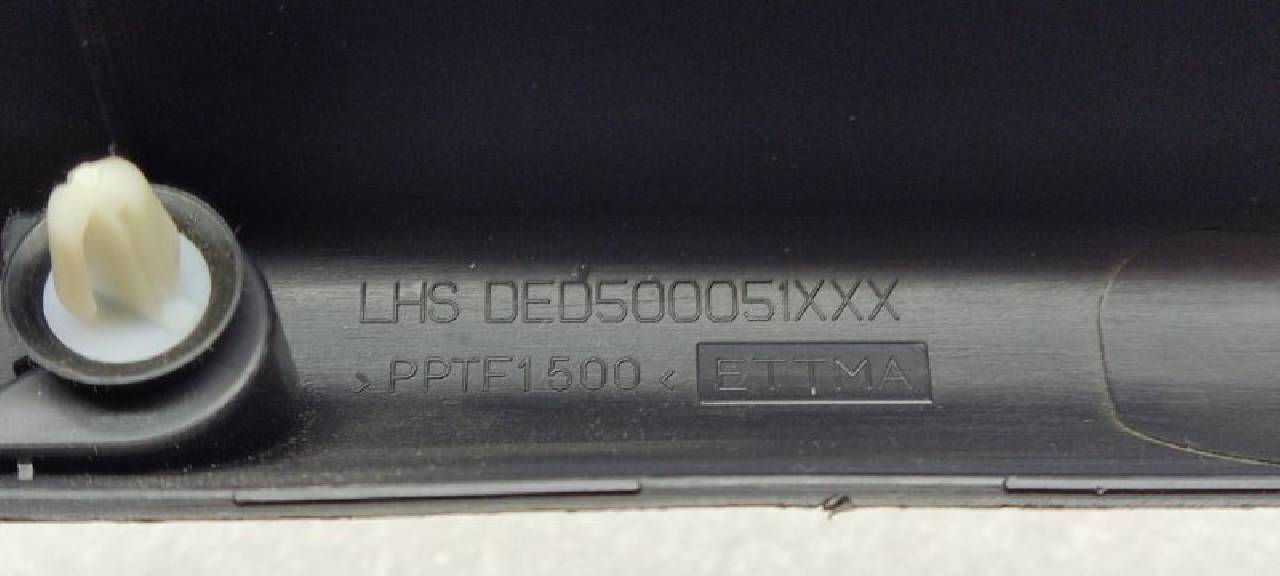 LHS DED500051XXX
>PPTF1500< ETTMA